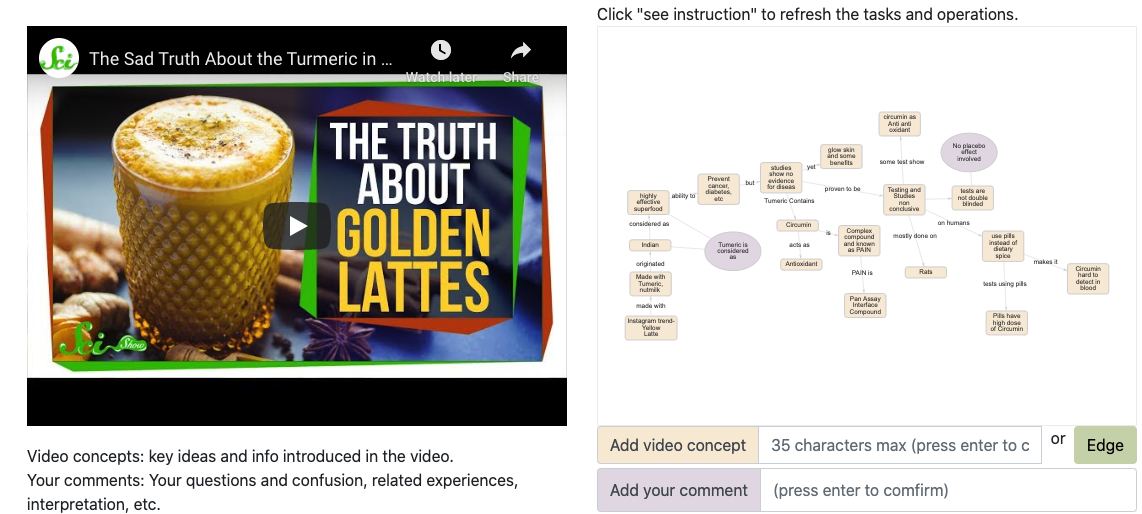 Click "see instruction" to refresh the tasks and operations.
Sci
The Sad Truth About the Turmeric in ...
Watch later
Share
THE TRUTH
ABOUT
GOLDEN
LATTES
Sci Show
circumin as
Anti anti
oxidant
No placebo
effect
involved
glow skin
and some
benefits
some test show
yet
studies
show no
evidence
for diseas
Prevent
cancer,
diabetes,
etc
but
proven to be
Testing and
Studies
non
conclusive
tests are
not double
blinded
highly
effective
superfood
ability to
Tumeric Contains
considered as
Circumin
is
Complex
compound
and known
as PAIN
on humans
mostly done on
use pills
instead of
dietary
spice
Indian
Tumeric is
considered
as
acts as
makes it
originated
Antioxidant
PAIN is
Rats
Circumin
hard to
detect in
blood
Made with
Tumeric,
nutmilk
tests using pills
made with
Pan Assay
Interface
Compound
Instagram trend-
Yellow
Latte
Pills have
high dose
of Circumin
Add video concept
35 characters max (press enter to c
or
Edge
Add your comment
(press enter to comfirm)
Video concepts: key ideas and info introduced in the video.
Your comments: Your questions and confusion, related experiences,
interpretation, etc.